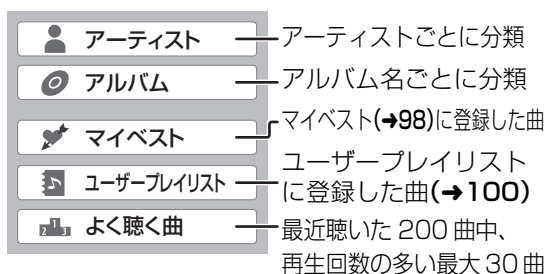 アーティスト
アーティストごとに分類
アルバム
アルバム名ごとに分類
マイベスト
マイベスト(➜98)に登録した曲
ユーザープレイリスト
ユーザープレイリスト
に登録した曲(➜100)
よく聴く曲
最近聴いた 200 曲中、
再生回数の多い最大 30 曲